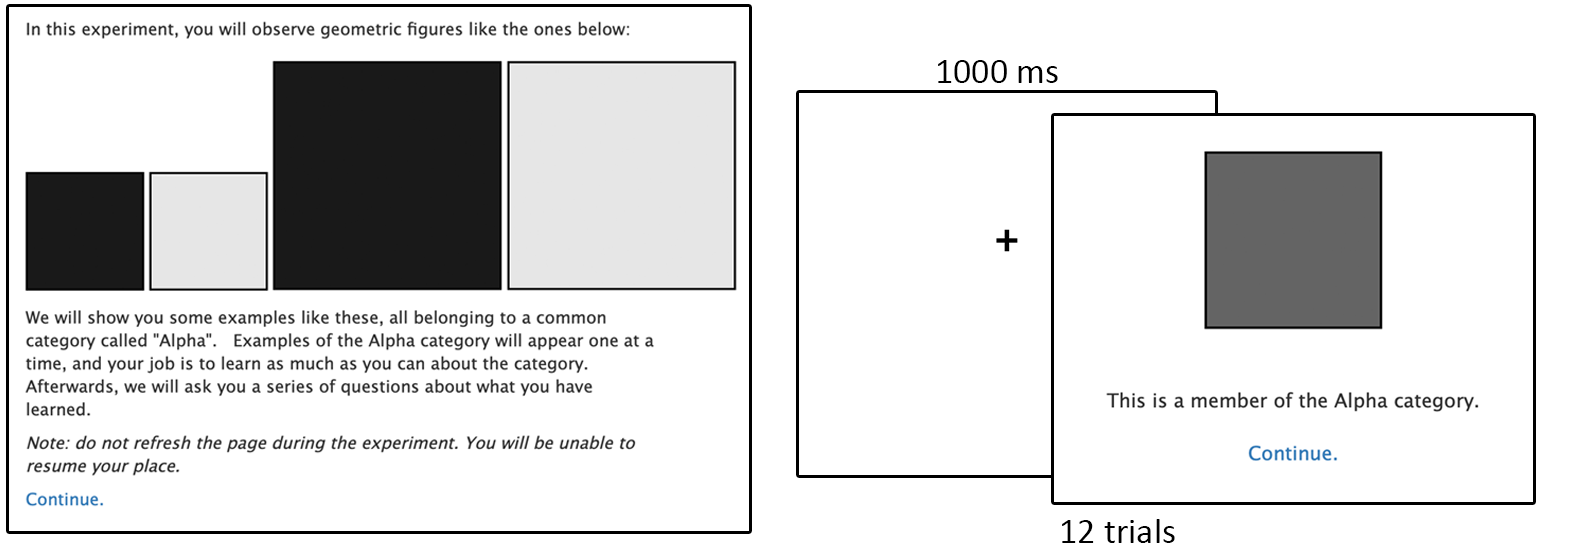 In this experiment, you will observe geometric figures like the ones below:
We will show you some examples like these, all belonging to a common
category called "Alpha".   Examples of the Alpha category will appear one at a
time, and your job is to learn as much as you can about the category.
Afterwards, we will ask you a series of questions about what you have
learned.
Note: do not refresh the page during the experiment. You will be unable to
resume your place.
Continue.
1000 ms
+
This is a member of the Alpha category.
Continue.
12 trials